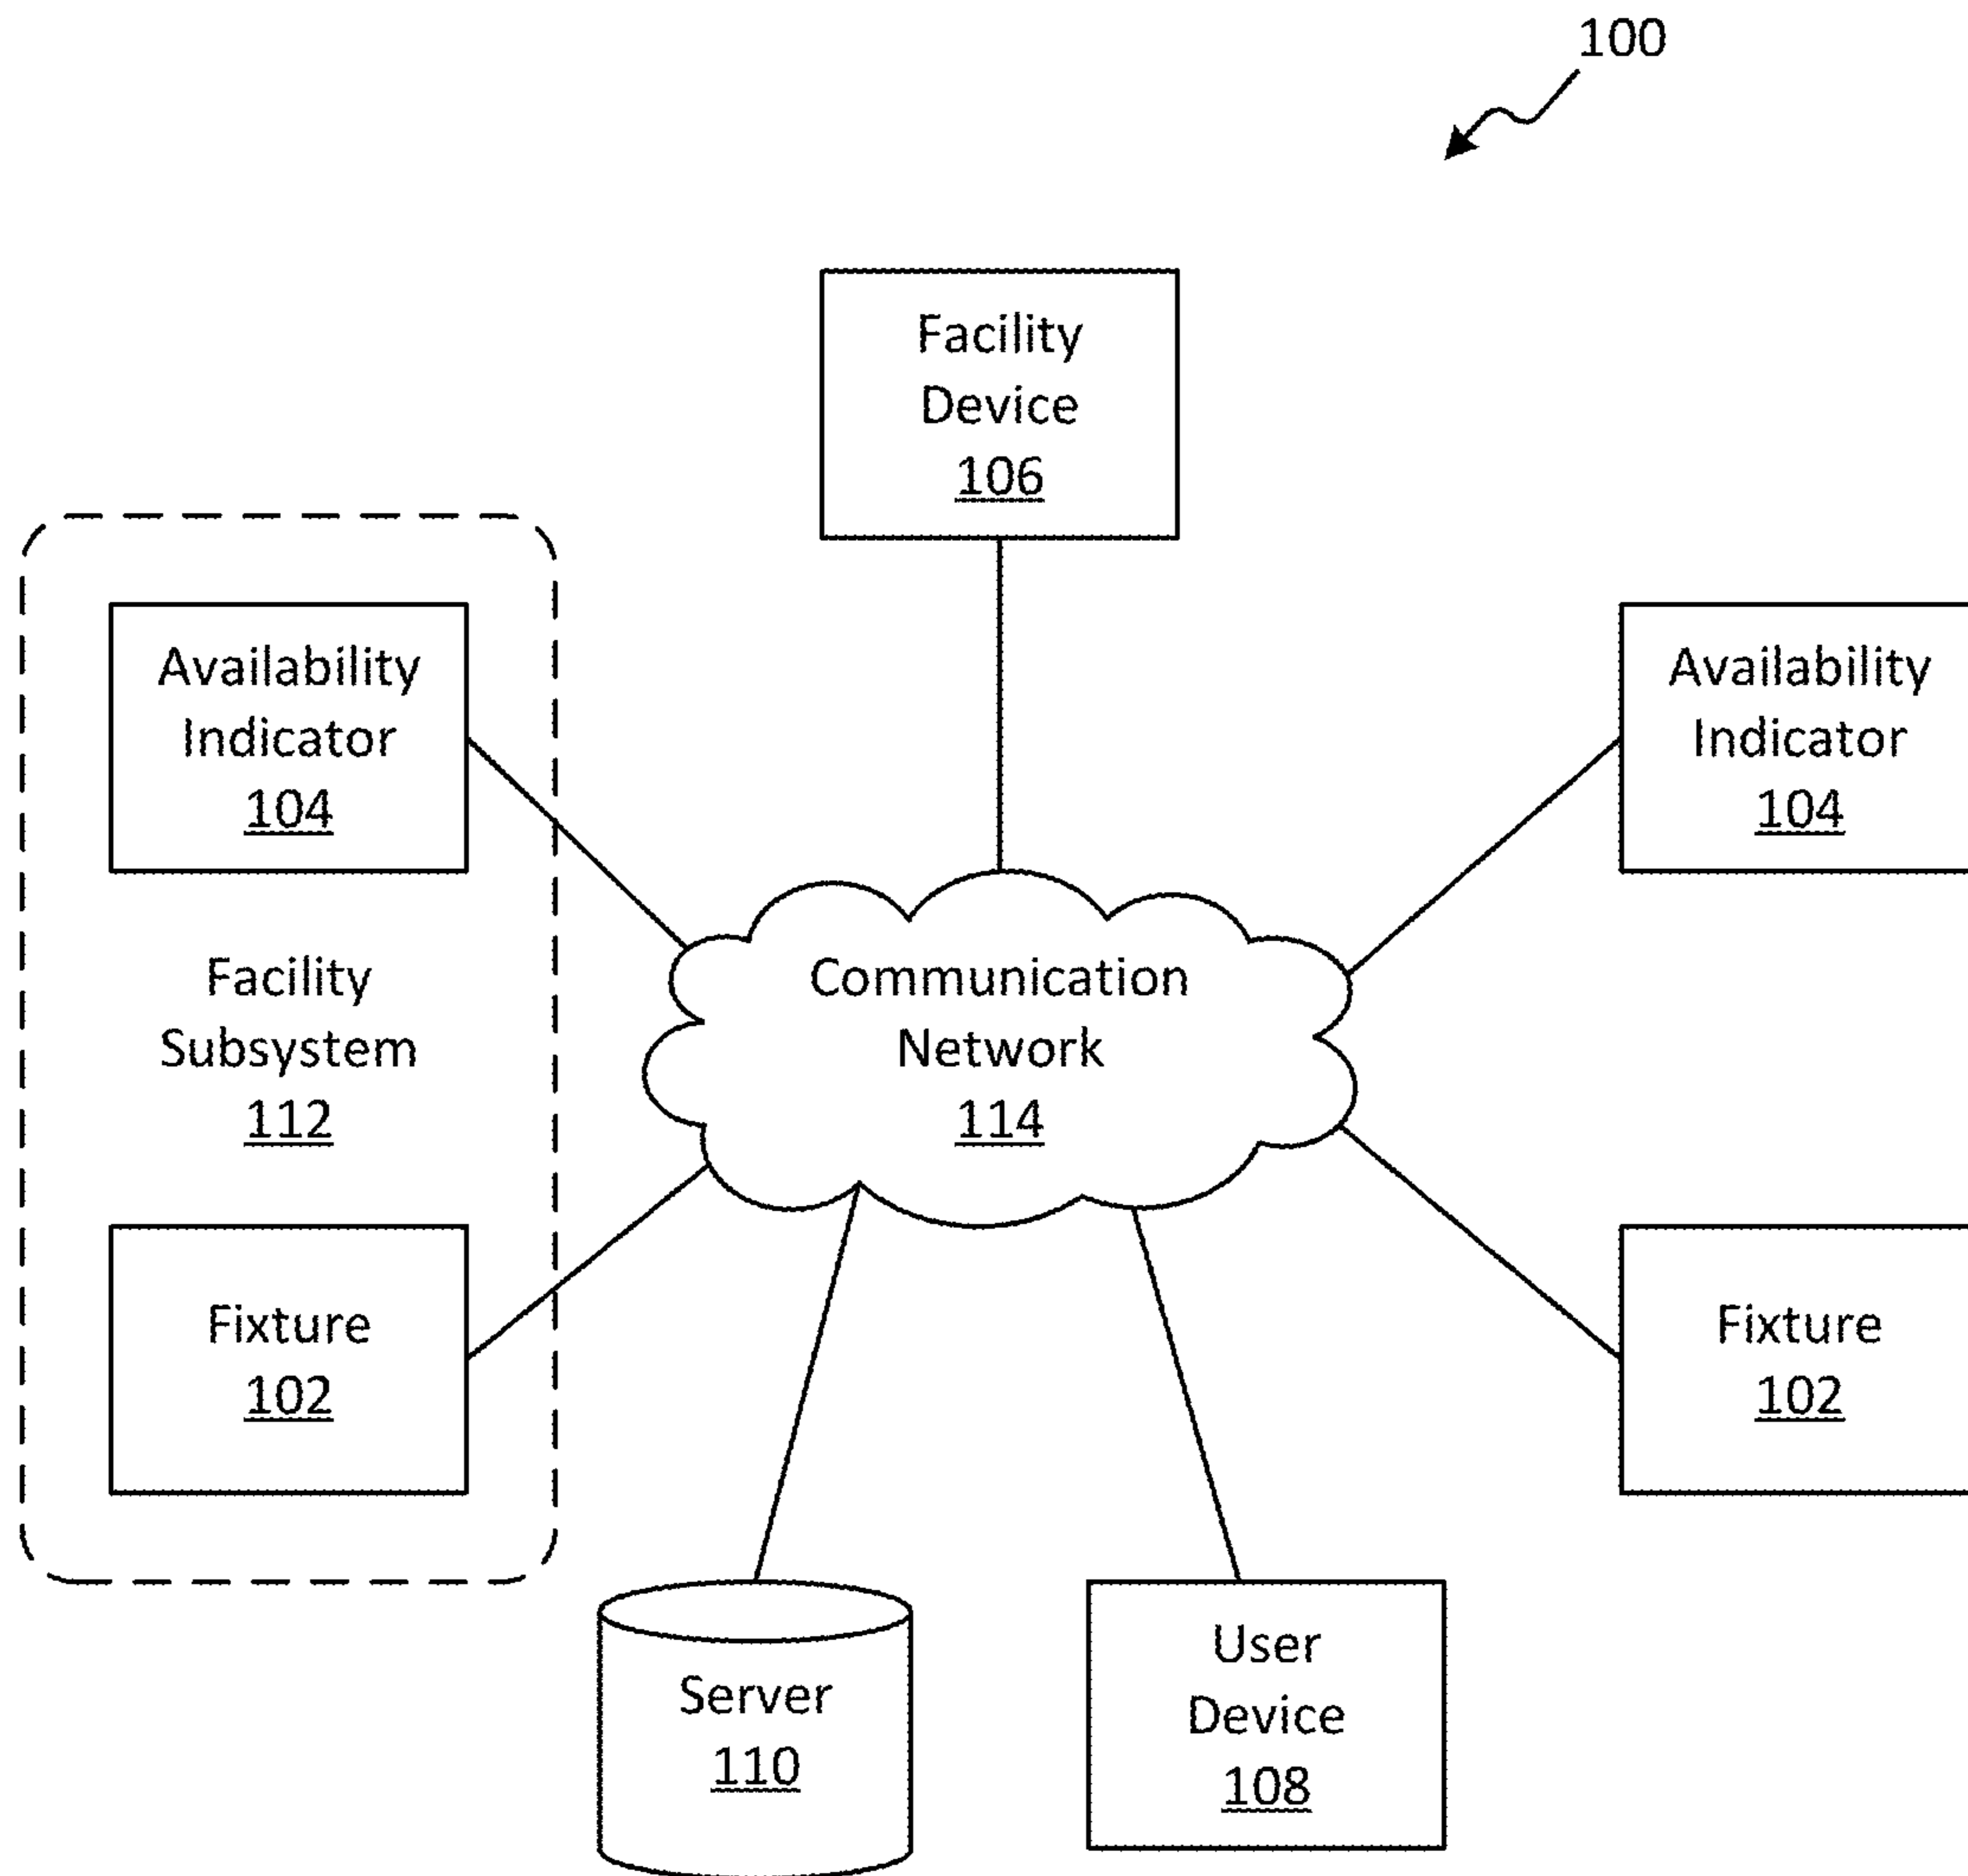 100
Facility
Device
106
Availability
Indicator
104
Availability
Indicator
104
Facility
Subsystem
112
Communication
Network
114
Fixture
102
Fixture
102
Server
110
User
Device
108